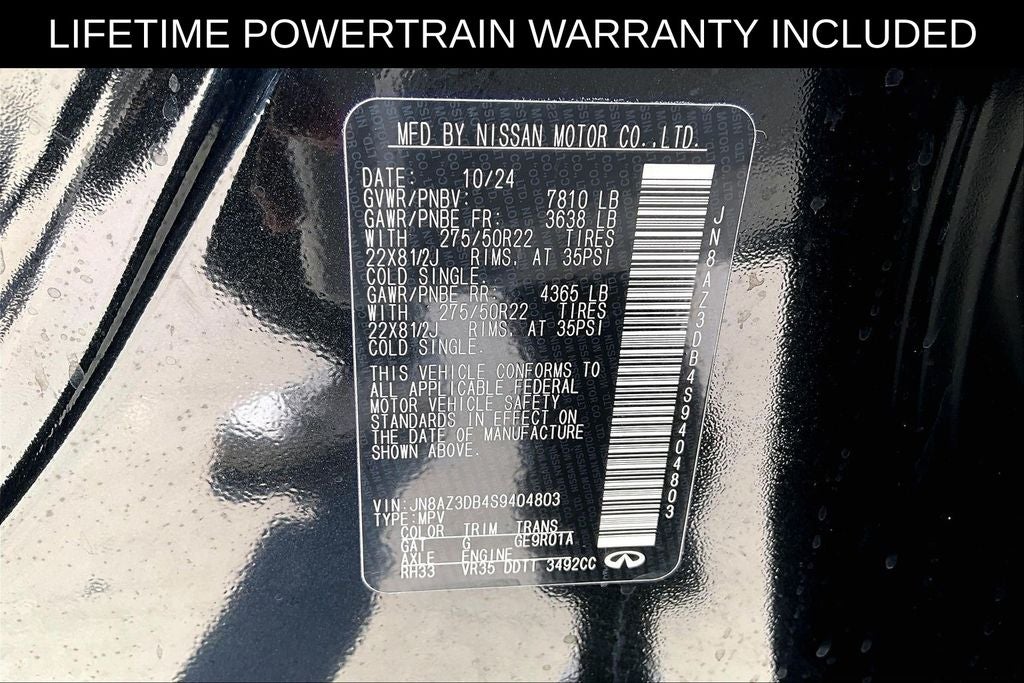 LIFETIME POWERTRAIN WARRANTY INCLUDED
MFD BY NISSAN MOTOR CO.,LTD.
DATE: 10/24
GVWR/PNBV: 7810 LB
GAWR/PNBE FR: 3638 LB
WITH 275/50R22 TIRES
22X81/2J RIMS, AT 35PSI
COLD SINGLE.
GAWR/PNBE RR: 4365 LB
WITH 275/50R22 TIRES
22X81/2J RIMS, AT 35PSI
COLD SINGLE.
THIS VEHICLE CONFORMS TO
ALL APPLICABLE FEDERAL
MOTOR VEHICLE SAFETY
STANDARDS IN EFFECT ON
THE DATE OF MANUFACTURE
SHOWN ABOVE.
VIN:JN8AZ3DB4S9404803
TYPE:MPV
COLOR TRIM TRANS
GAT G GE9R01A
AXLE ENGINE
RH33 VR35 DDTT 3492CC
JN8AZ3DB4S9404803